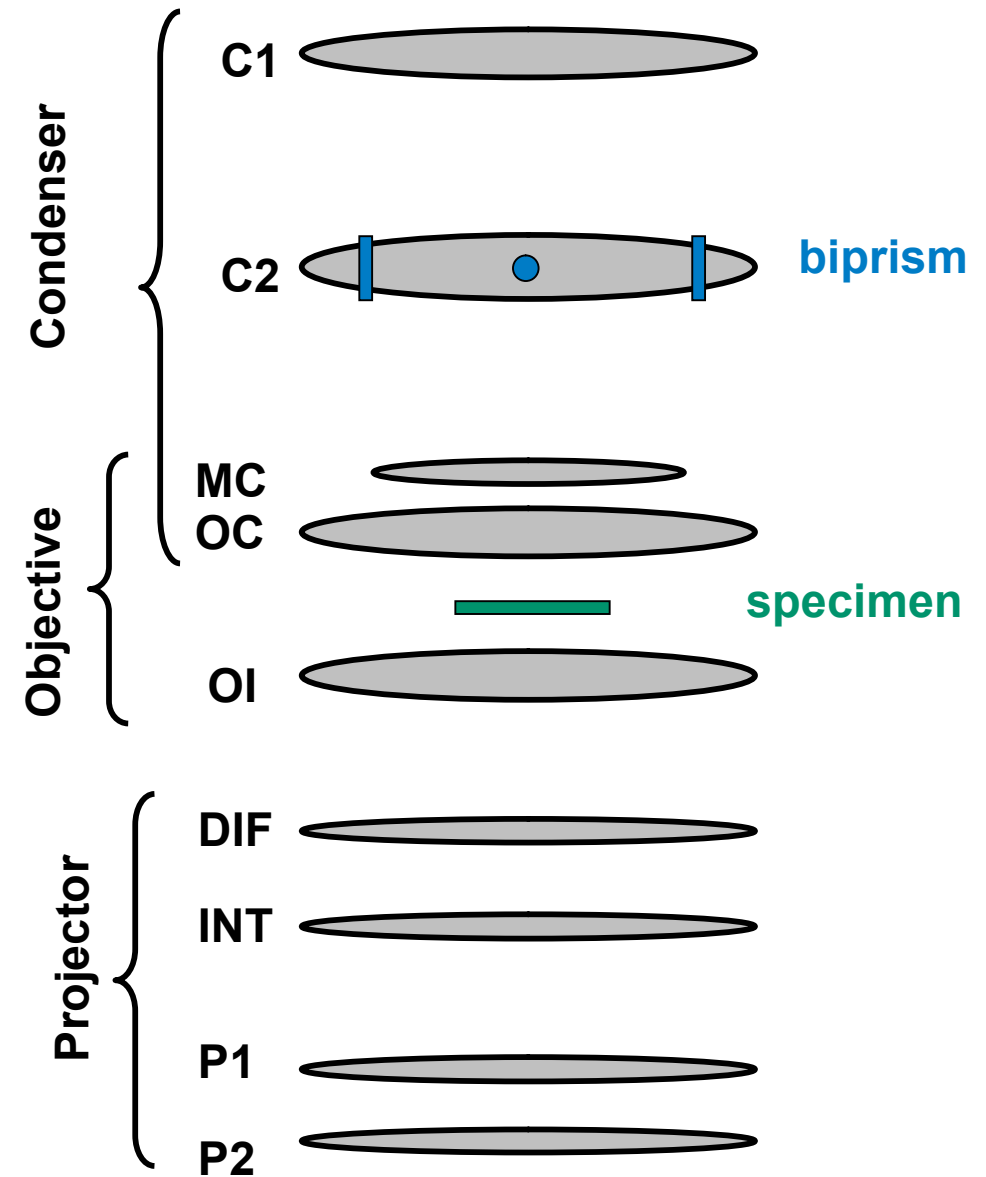 Condenser
C1
C2
biprism
Objective
MC
OC
specimen
OI
Projector
DIF
INT
P1
P2